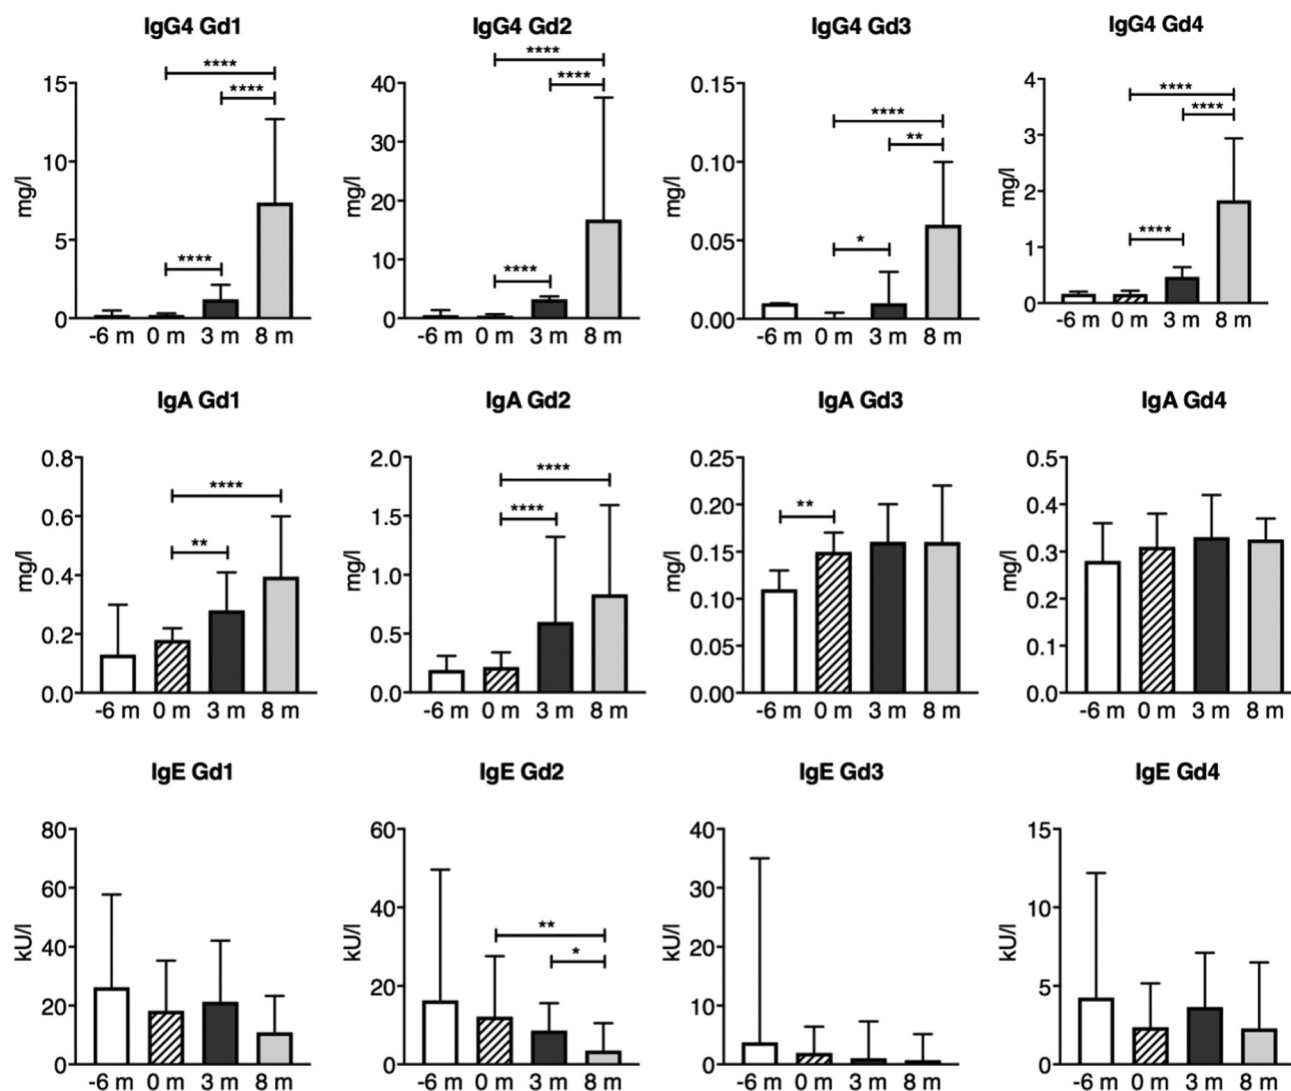 IgG4 Gd1
IgG4 Gd2
IgG4 Gd3
IgG4 Gd4
mg/l
15
10
5
0
****
****
****
-6 m 0 m 3 m 8 m
mg/l
40
30
20
10
0
****
****
****
-6 m 0 m 3 m 8 m
mg/l
0.15
0.10
0.05
0.00
****
**
*
-6 m 0 m 3 m 8 m
mg/l
4
3
2
1
0
****
****
****
-6 m 0 m 3 m 8 m
IgA Gd1
IgA Gd2
IgA Gd3
IgA Gd4
mg/l
0.8
0.6
0.4
0.2
0.0
****
**
-6 m 0 m 3 m 8 m
mg/l
2.0
1.5
1.0
0.5
0.0
****
****
-6 m 0 m 3 m 8 m
mg/l
0.25
0.20
0.15
0.10
0.05
0.00
**
-6 m 0 m 3 m 8 m
mg/l
0.5
0.4
0.3
0.2
0.1
0.0
-6 m 0 m 3 m 8 m
IgE Gd1
IgE Gd2
IgE Gd3
IgE Gd4
kU/l
80
60
40
20
0
-6 m 0 m 3 m 8 m
kU/l
60
40
20
0
**
*
-6 m 0 m 3 m 8 m
kU/l
40
30
20
10
0
-6 m 0 m 3 m 8 m
kU/l
15
10
5
0
-6 m 0 m 3 m 8 m